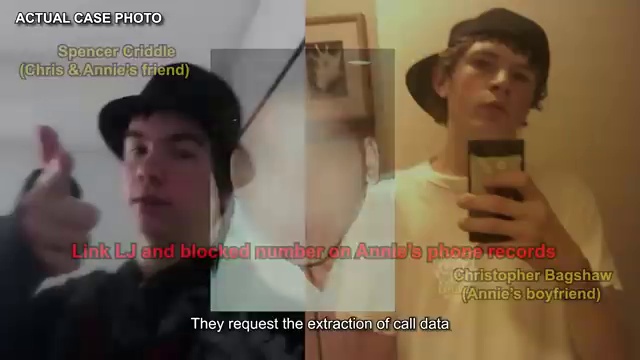 ACTUAL CASE PHOTO
Spencer Criddle
(Chris & Annie's friend)
Link LJ and blocked number on Annie's phone records
Christopher Bagshaw
(Annie's boyfriend)
They request the extraction of call data